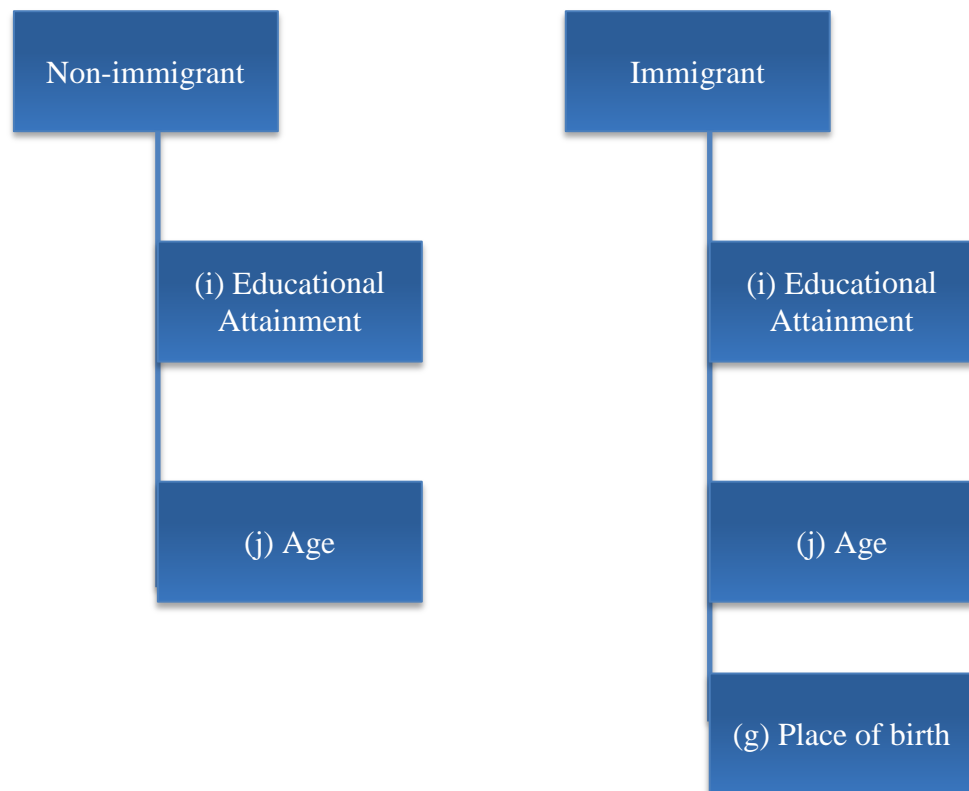 Non-immigrant
(i) Educational
Attainment
(j) Age
Immigrant
(i) Educational
Attainment
(j) Age
(g) Place of birth